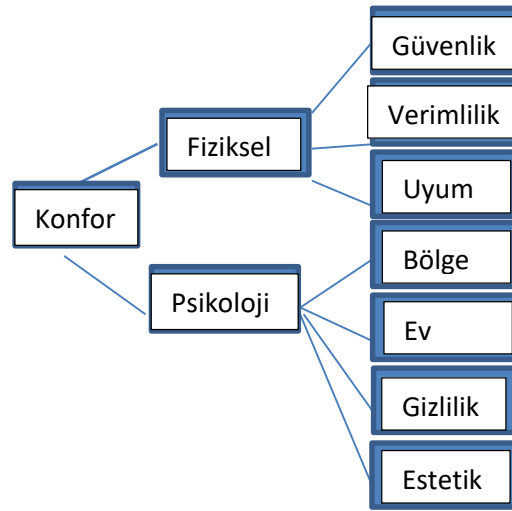 Konfor
Fiziksel
Psikoloji
Güvenlik
Verimlilik
Uyum
Bölge
Ev
Gizlilik
Estetik